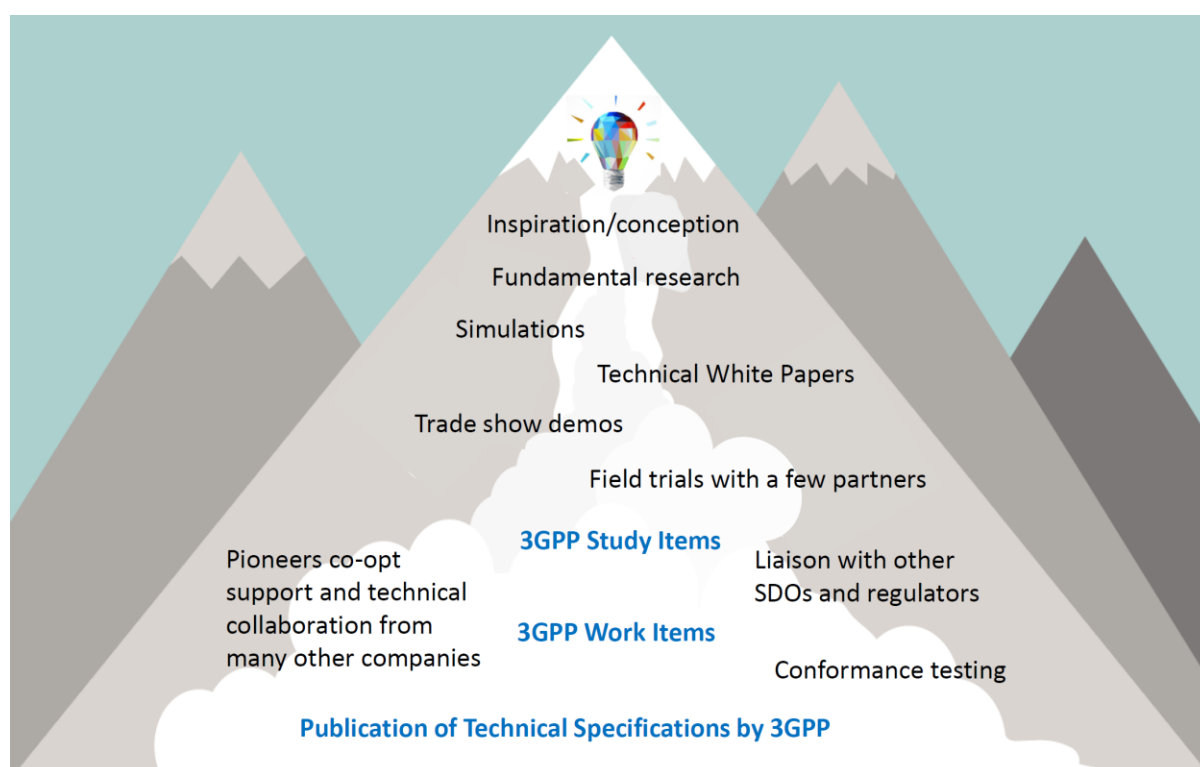 Inspiration/conception
Fundamental research
Simulations
Technical White Papers
Trade show demos
Field trials with a few partners
3GPP Study Items
Pioneers co-opt
support and technical
collaboration from
many other companies
Liaison with other
SDOs and regulators
3GPP Work Items
Conformance testing
Publication of Technical Specifications by 3GPP